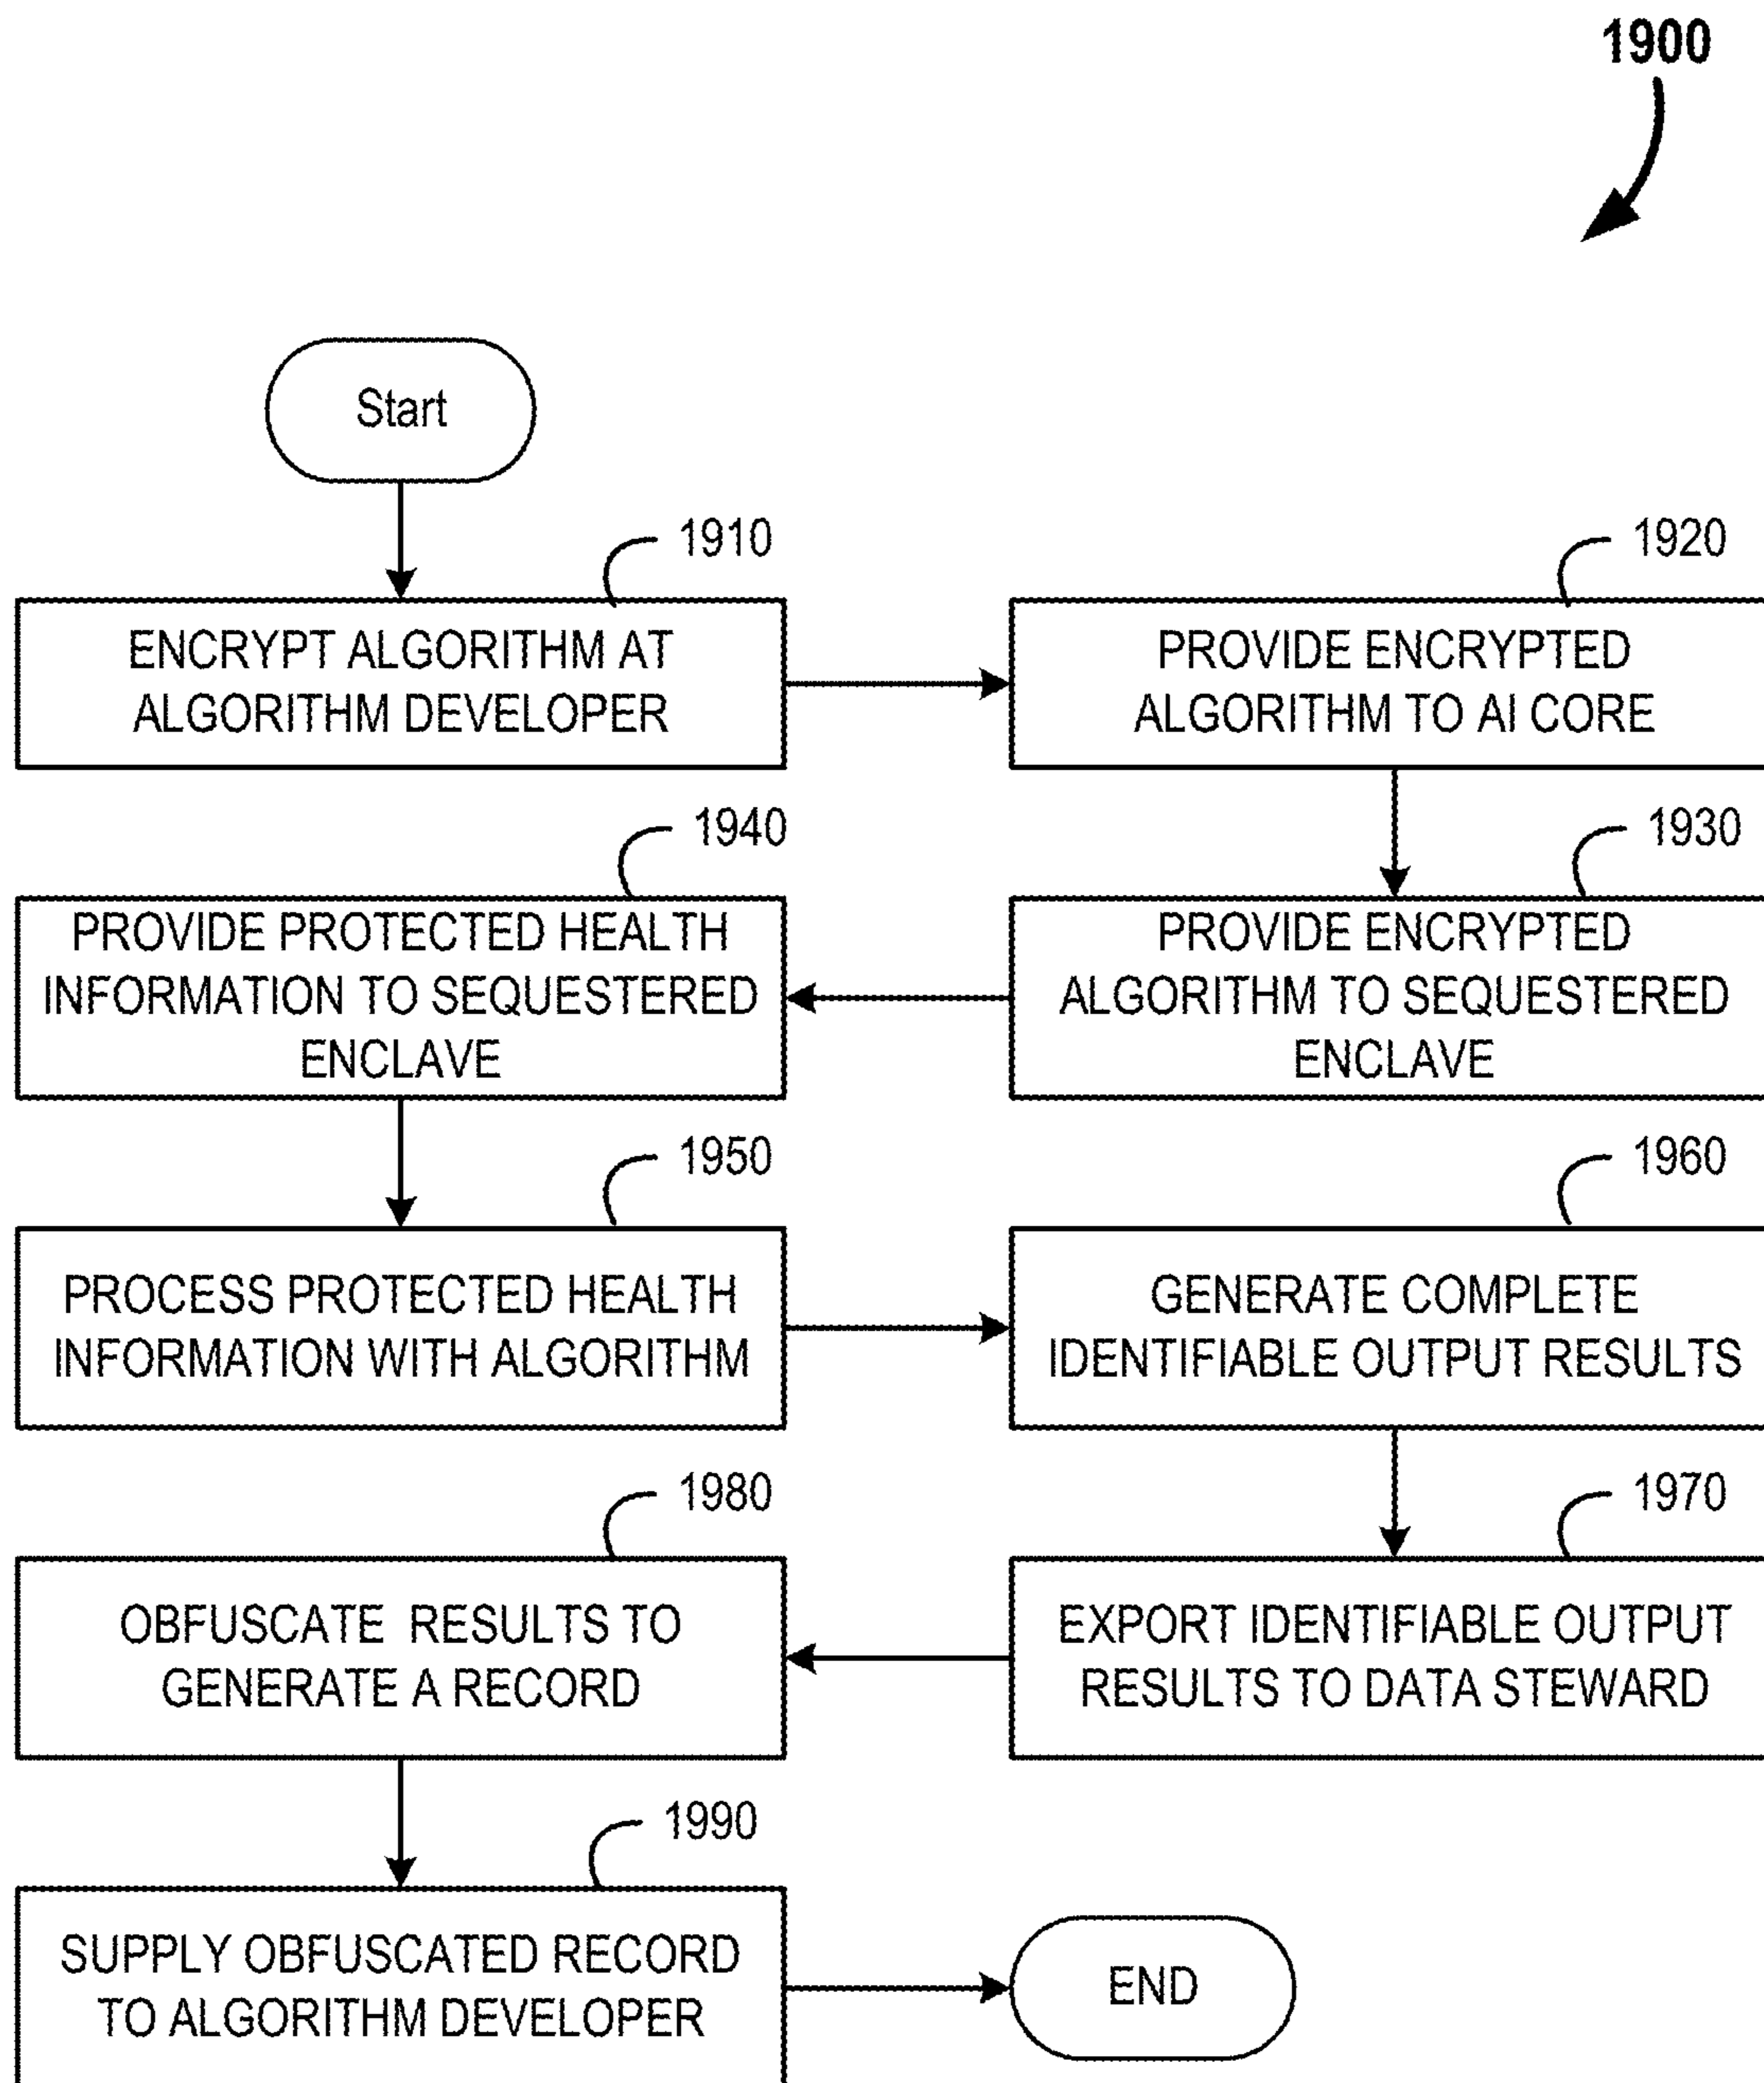 1900
Start
1910
ENCRYPT ALGORITHM AT
ALGORITHM DEVELOPER
1920
PROVIDE ENCRYPTED
ALGORITHM TO AI CORE
1930
PROVIDE ENCRYPTED
ALGORITHM TO SEQUESTERED
ENCLAVE
1940
PROVIDE PROTECTED HEALTH
INFORMATION TO SEQUESTERED
ENCLAVE
1950
PROCESS PROTECTED HEALTH
INFORMATION WITH ALGORITHM
1960
GENERATE COMPLETE
IDENTIFIABLE OUTPUT RESULTS
1970
EXPORT IDENTIFIABLE OUTPUT
RESULTS TO DATA STEWARD
1980
OBFUSCATE RESULTS TO
GENERATE A RECORD
1990
SUPPLY OBFUSCATED RECORD
TO ALGORITHM DEVELOPER
END